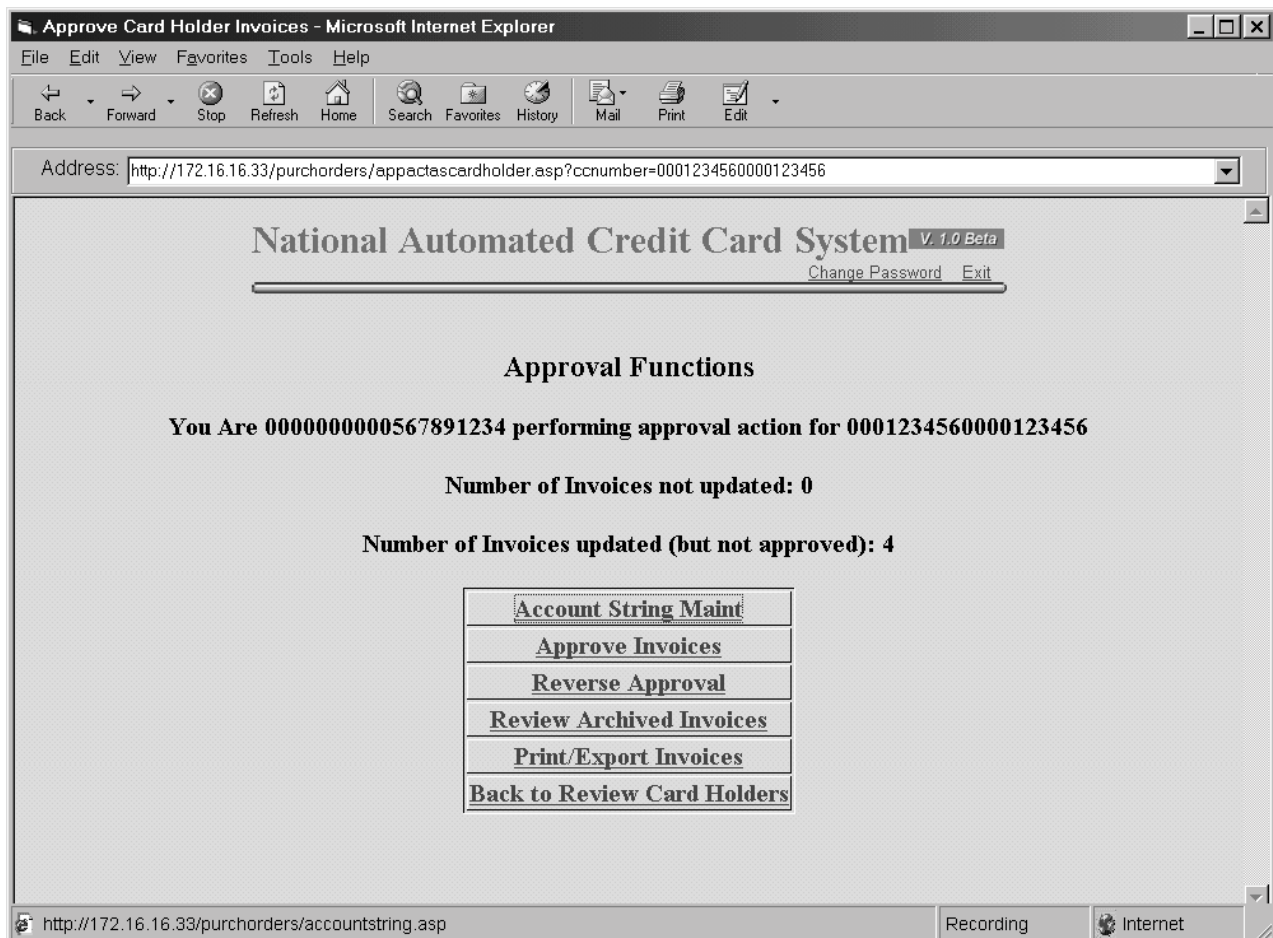 Approve Card Holder Invoices - Microsoft Internet Explorer
File Edit View Favorites Tools Help
Back Forward Stop Refresh Home Search Favorites History Mail Print Edit
Address: http://172.16.16.33/purchorders/appactascardholder.asp?ccnumber=0001234560000123456
National Automated Credit Card System V. 1.0 Beta
Change Password Exit
Approval Functions
You Are 0000000000567891234 performing approval action for 0001234560000123456
Number of Invoices not updated: 0
Number of Invoices updated (but not approved): 4
Account String Maint
Approve Invoices
Reverse Approval
Review Archived Invoices
Print/Export Invoices
Back to Review Card Holders
http://172.16.16.33/purchorders/accountstring.asp Recording Internet